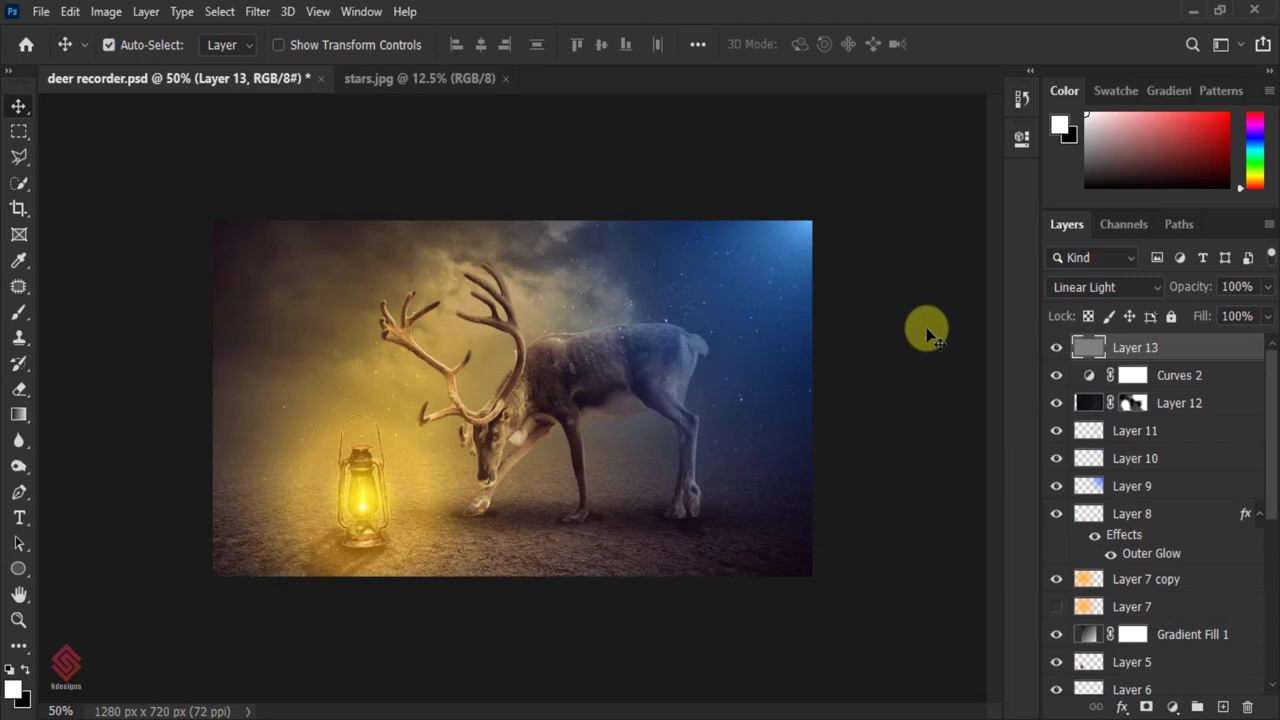 Ps File Edit Image Layer Type Select Filter 3D View Window Help
Auto-Select: Layer Show Transform Controls ••• 3D Mode:
deer recorder.psd @ 50% (Layer 13, RGB/8#) * × stars.jpg @ 12.5% (RGB/8) ×
Color Swatche Gradient Patterns
Layers Channels Paths
Kind
Linear Light Opacity: 100%
Lock: Fill: 100%
Layer 13
Curves 2
Layer 12
Layer 11
Layer 10
Layer 9
Layer 8 fx
Effects
Outer Glow
Layer 7 copy
Layer 7
Gradient Fill 1
Layer 5
Layer 6
Ndesigns
50% 1280 px x 720 px (72 ppi)
fx